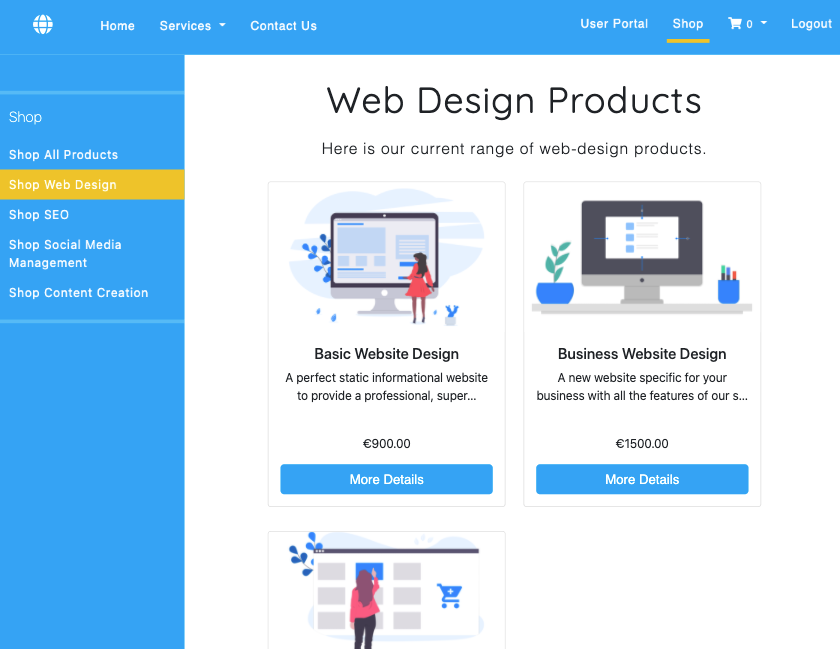 Home Services Contact Us User Portal Shop 0 Logout
Shop
Shop All Products
Shop Web Design
Shop SEO
Shop Social Media
Management
Shop Content Creation
Web Design Products
Here is our current range of web-design products.
Basic Website Design
A perfect static informational website
to provide a professional, super...
€900.00
More Details
Business Website Design
A new website specific for your
business with all the features of our s...
€1500.00
More Details